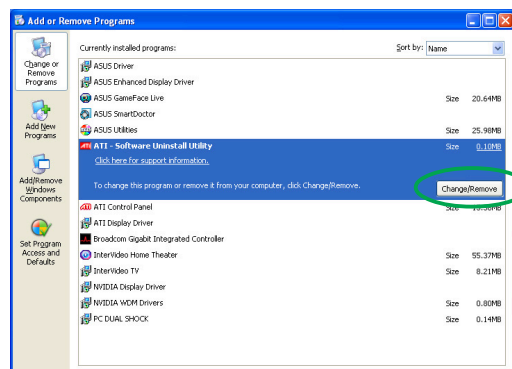 Add or Remove Programs
Change or
Remove
Programs
Add New
Programs
Add/Remove
Windows
Components
Set Program
Access and
Defaults
Currently installed programs:
Sort by: Name
ASUS Driver
ASUS Enhanced Display Driver
ASUS GameFace Live Size 20.64MB
ASUS SmartDoctor
ASUS Utilities Size 25.98MB
ATI ATI - Software Uninstall Utility Size 0.10MB
Click here for support information.
To change this program or remove it from your computer, click Change/Remove.
Change/Remove
ATI ATI Control Panel Size
ATI Display Driver
Broadcom Gigabit Integrated Controller
InterVideo Home Theater Size 55.37MB
InterVideo TV Size 8.21MB
NVIDIA Display Driver
NVIDIA WDM Drivers Size 0.80MB
PC DUAL SHOCK Size 0.14MB